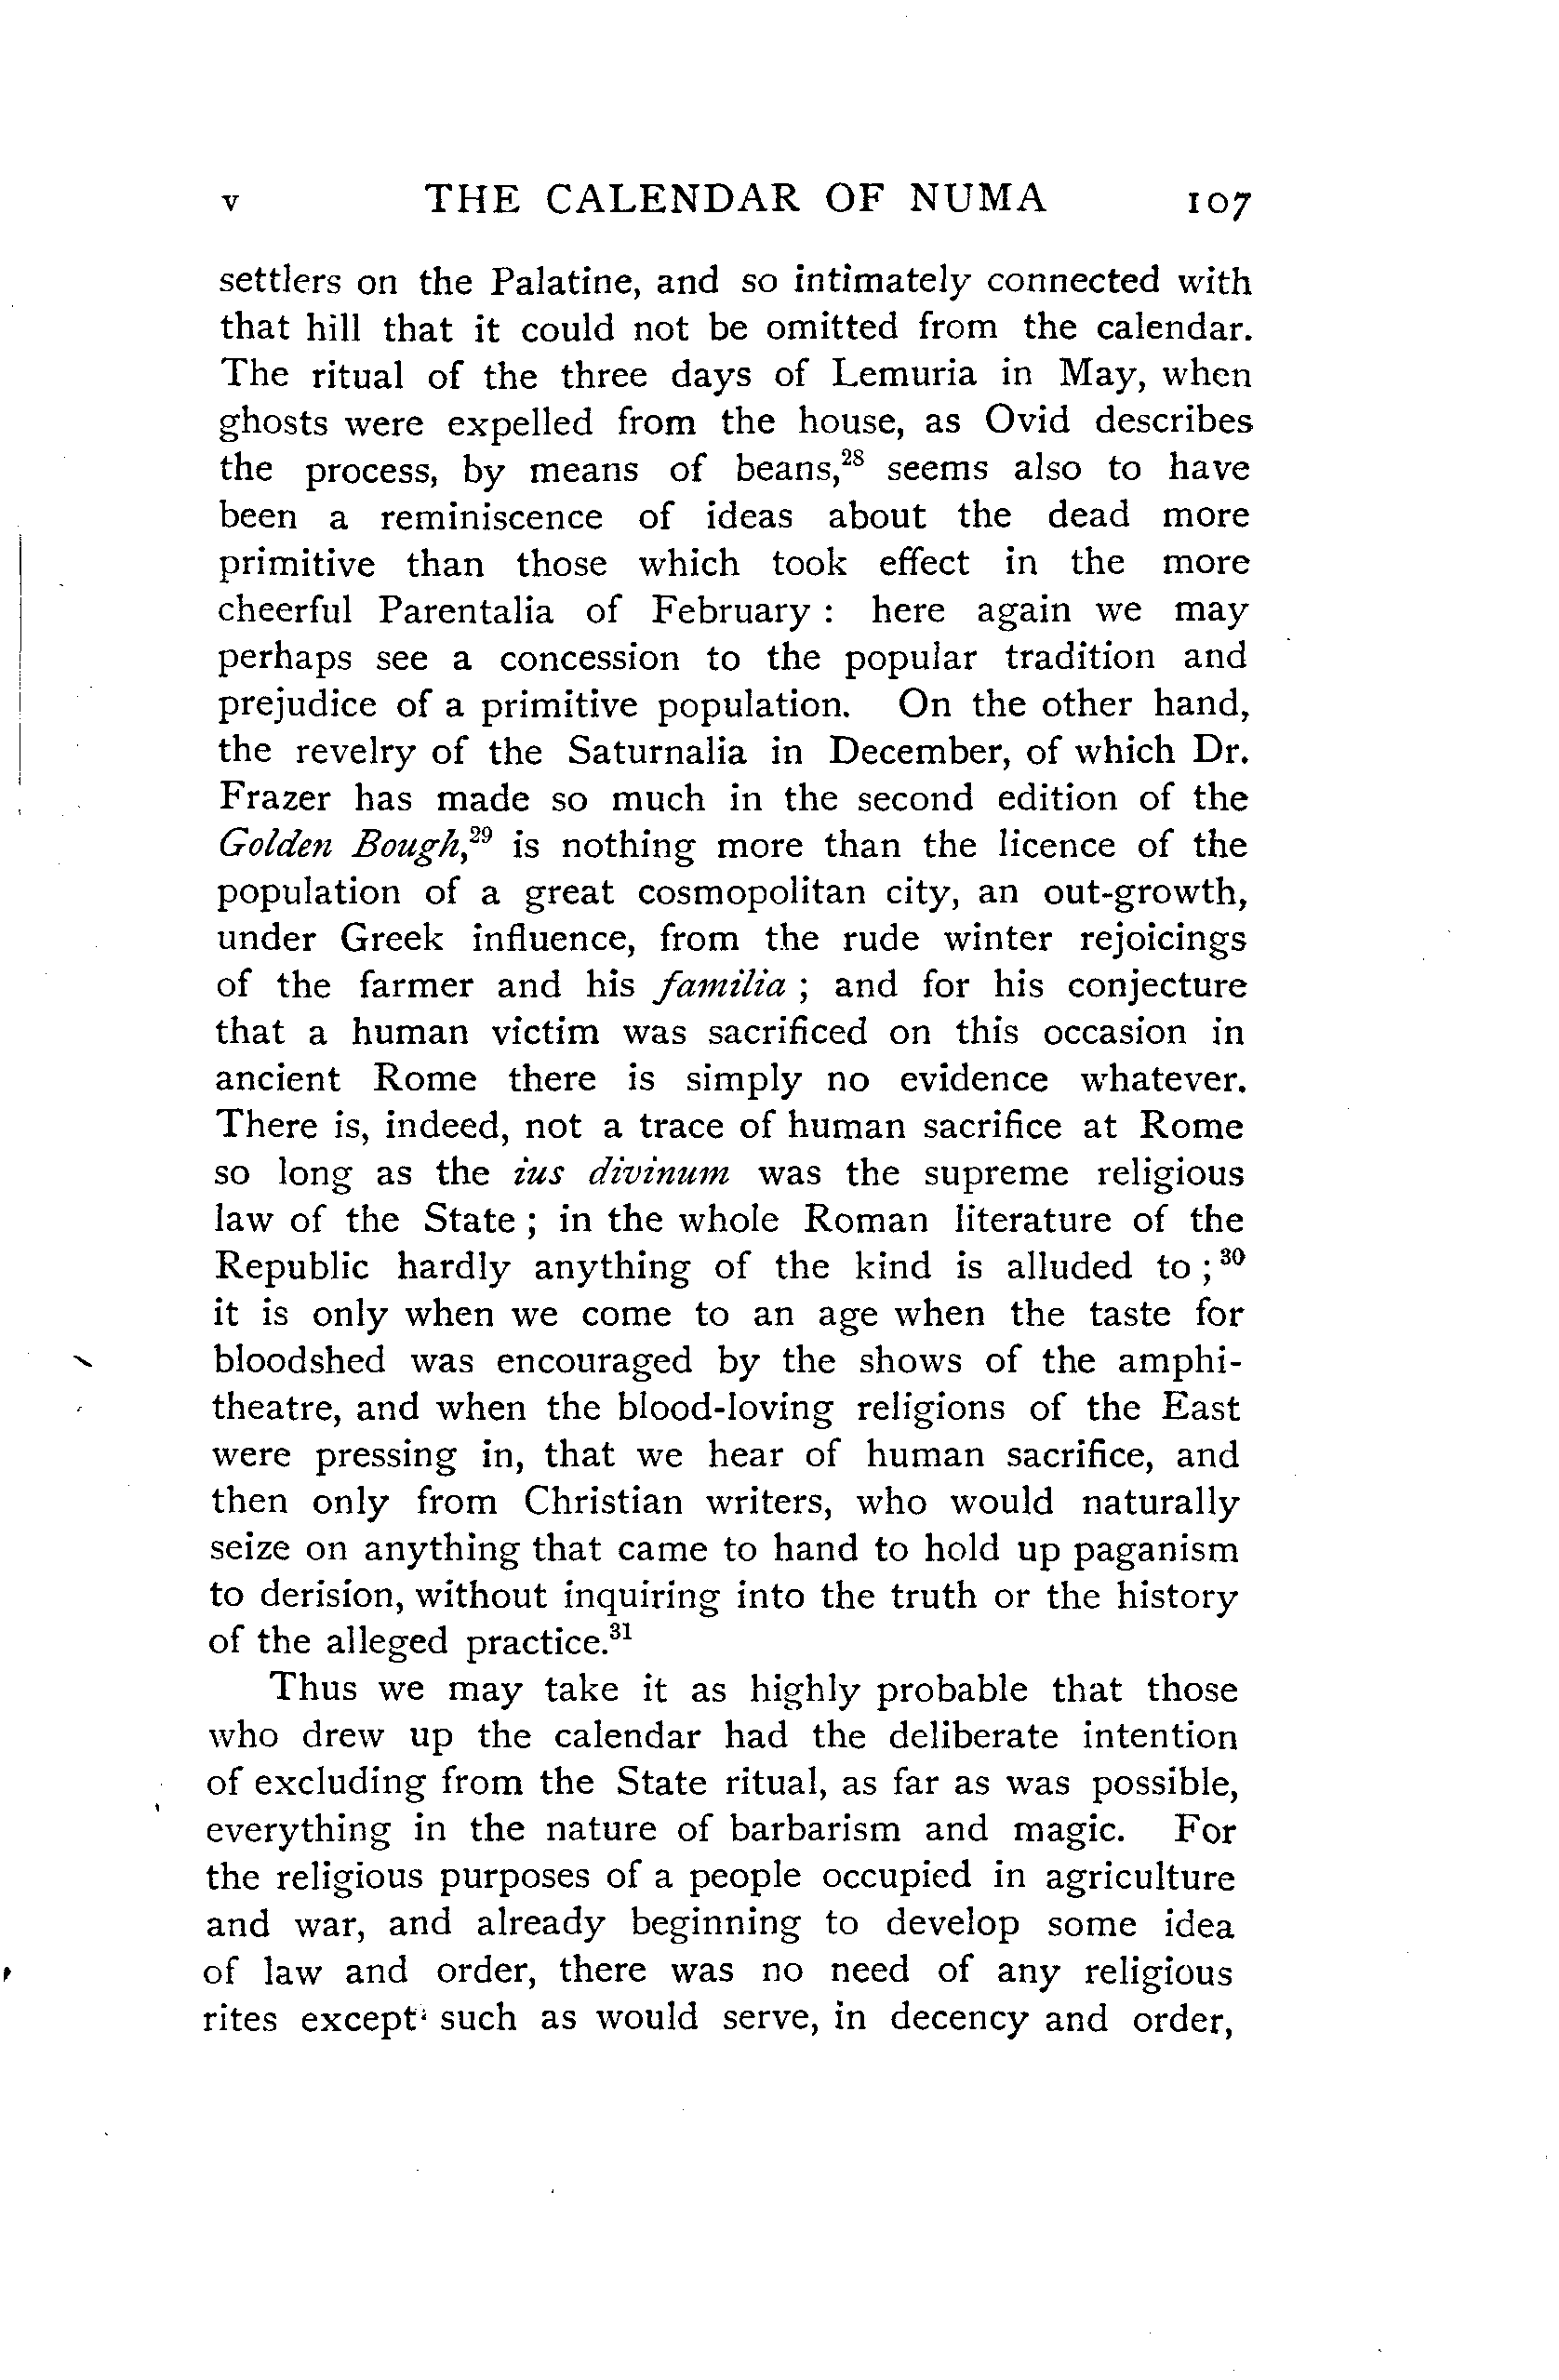 v THE CALENDAR OF NUMA 107
settlers on the Palatine, and so intimately connected with
that hill that it could not be omitted from the calendar.
The ritual of the three days of Lemuria in May, when
ghosts were expelled from the house, as Ovid describes
the process, by means of beans,²⁸ seems also to have
been a reminiscence of ideas about the dead more
primitive than those which took effect in the more
cheerful Parentalia of February : here again we may
perhaps see a concession to the popular tradition and
prejudice of a primitive population. On the other hand,
the revelry of the Saturnalia in December, of which Dr.
Frazer has made so much in the second edition of the
Golden Bough,²⁹ is nothing more than the licence of the
population of a great cosmopolitan city, an out-growth,
under Greek influence, from the rude winter rejoicings
of the farmer and his familia ; and for his conjecture
that a human victim was sacrificed on this occasion in
ancient Rome there is simply no evidence whatever.
There is, indeed, not a trace of human sacrifice at Rome
so long as the ius divinum was the supreme religious
law of the State ; in the whole Roman literature of the
Republic hardly anything of the kind is alluded to ;³⁰
it is only when we come to an age when the taste for
bloodshed was encouraged by the shows of the amphi-
theatre, and when the blood-loving religions of the East
were pressing in, that we hear of human sacrifice, and
then only from Christian writers, who would naturally
seize on anything that came to hand to hold up paganism
to derision, without inquiring into the truth or the history
of the alleged practice.³¹
Thus we may take it as highly probable that those
who drew up the calendar had the deliberate intention
of excluding from the State ritual, as far as was possible,
everything in the nature of barbarism and magic. For
the religious purposes of a people occupied in agriculture
and war, and already beginning to develop some idea
of law and order, there was no need of any religious
rites except such as would serve, in decency and order,